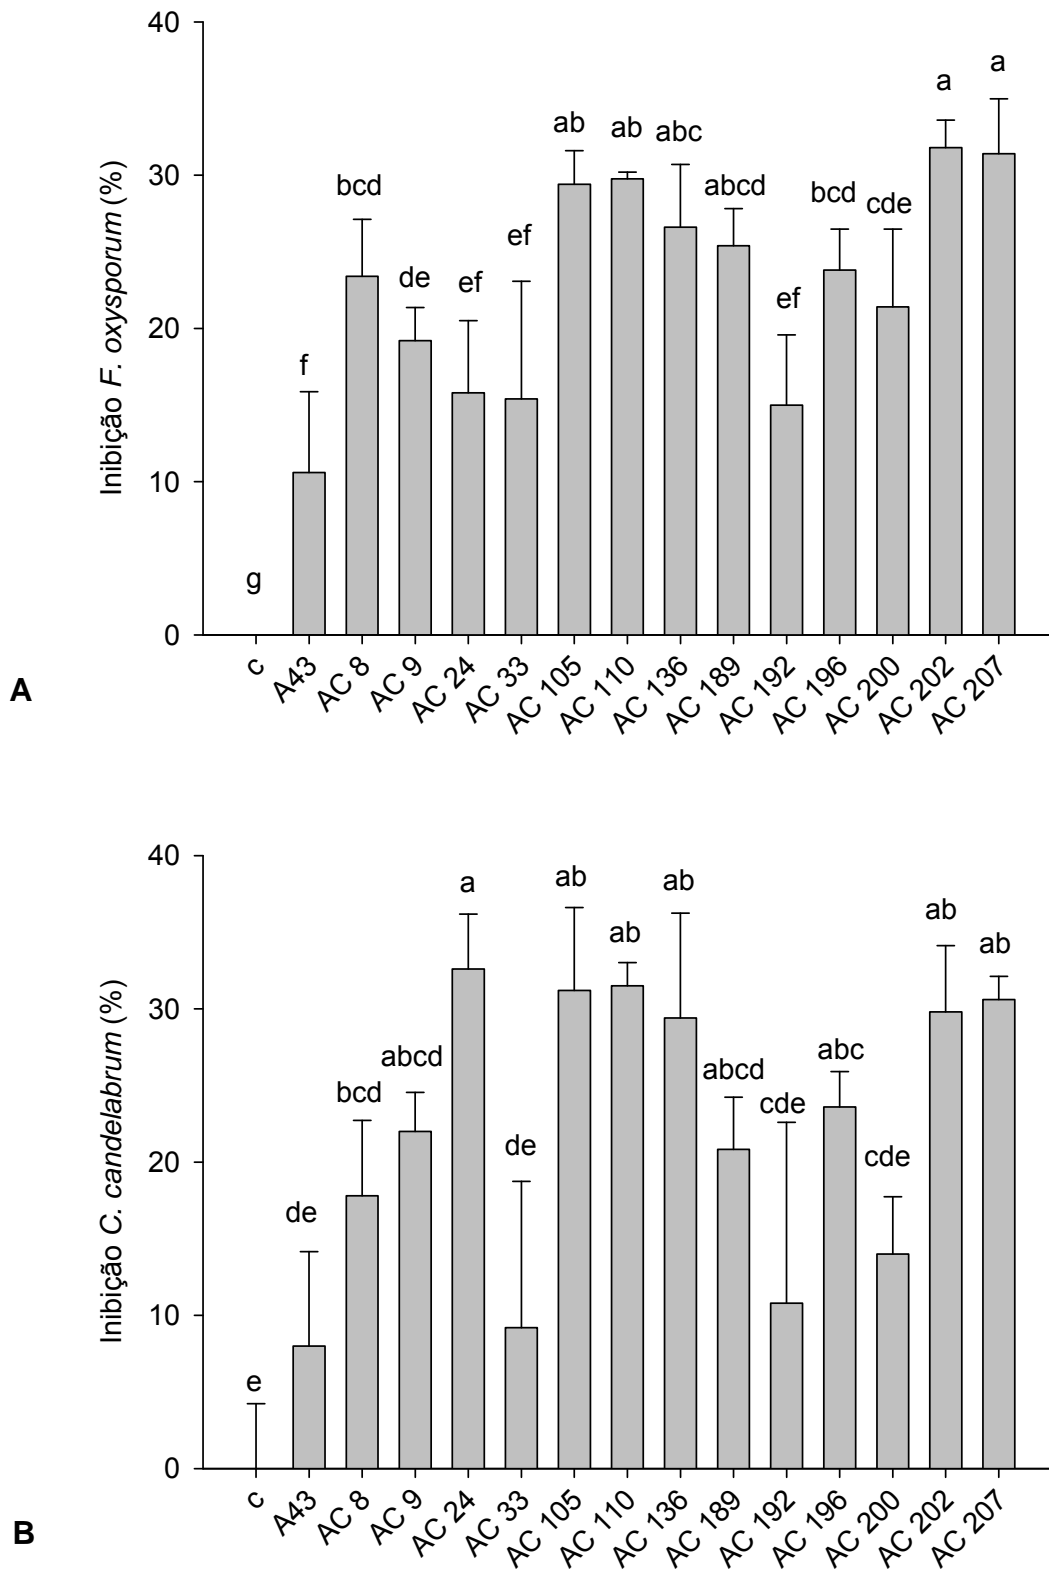 40
30
20
10
0
Inibição F. oxysporum (%)
g
f
bcd
de
ef
ef
ab
ab
abc
abcd
ef
bcd
cde
a
a
c
A43
AC 8
AC 9
AC 24
AC 33
AC 105
AC 110
AC 136
AC 189
AC 192
AC 196
AC 200
AC 202
AC 207
A
40
30
20
10
0
Inibição C. candelabrum (%)
e
de
bcd
abcd
a
de
ab
ab
ab
abcd
cde
abc
cde
ab
ab
c
A43
AC 8
AC 9
AC 24
AC 33
AC 105
AC 110
AC 136
AC 189
AC 192
AC 196
AC 200
AC 202
AC 207
B